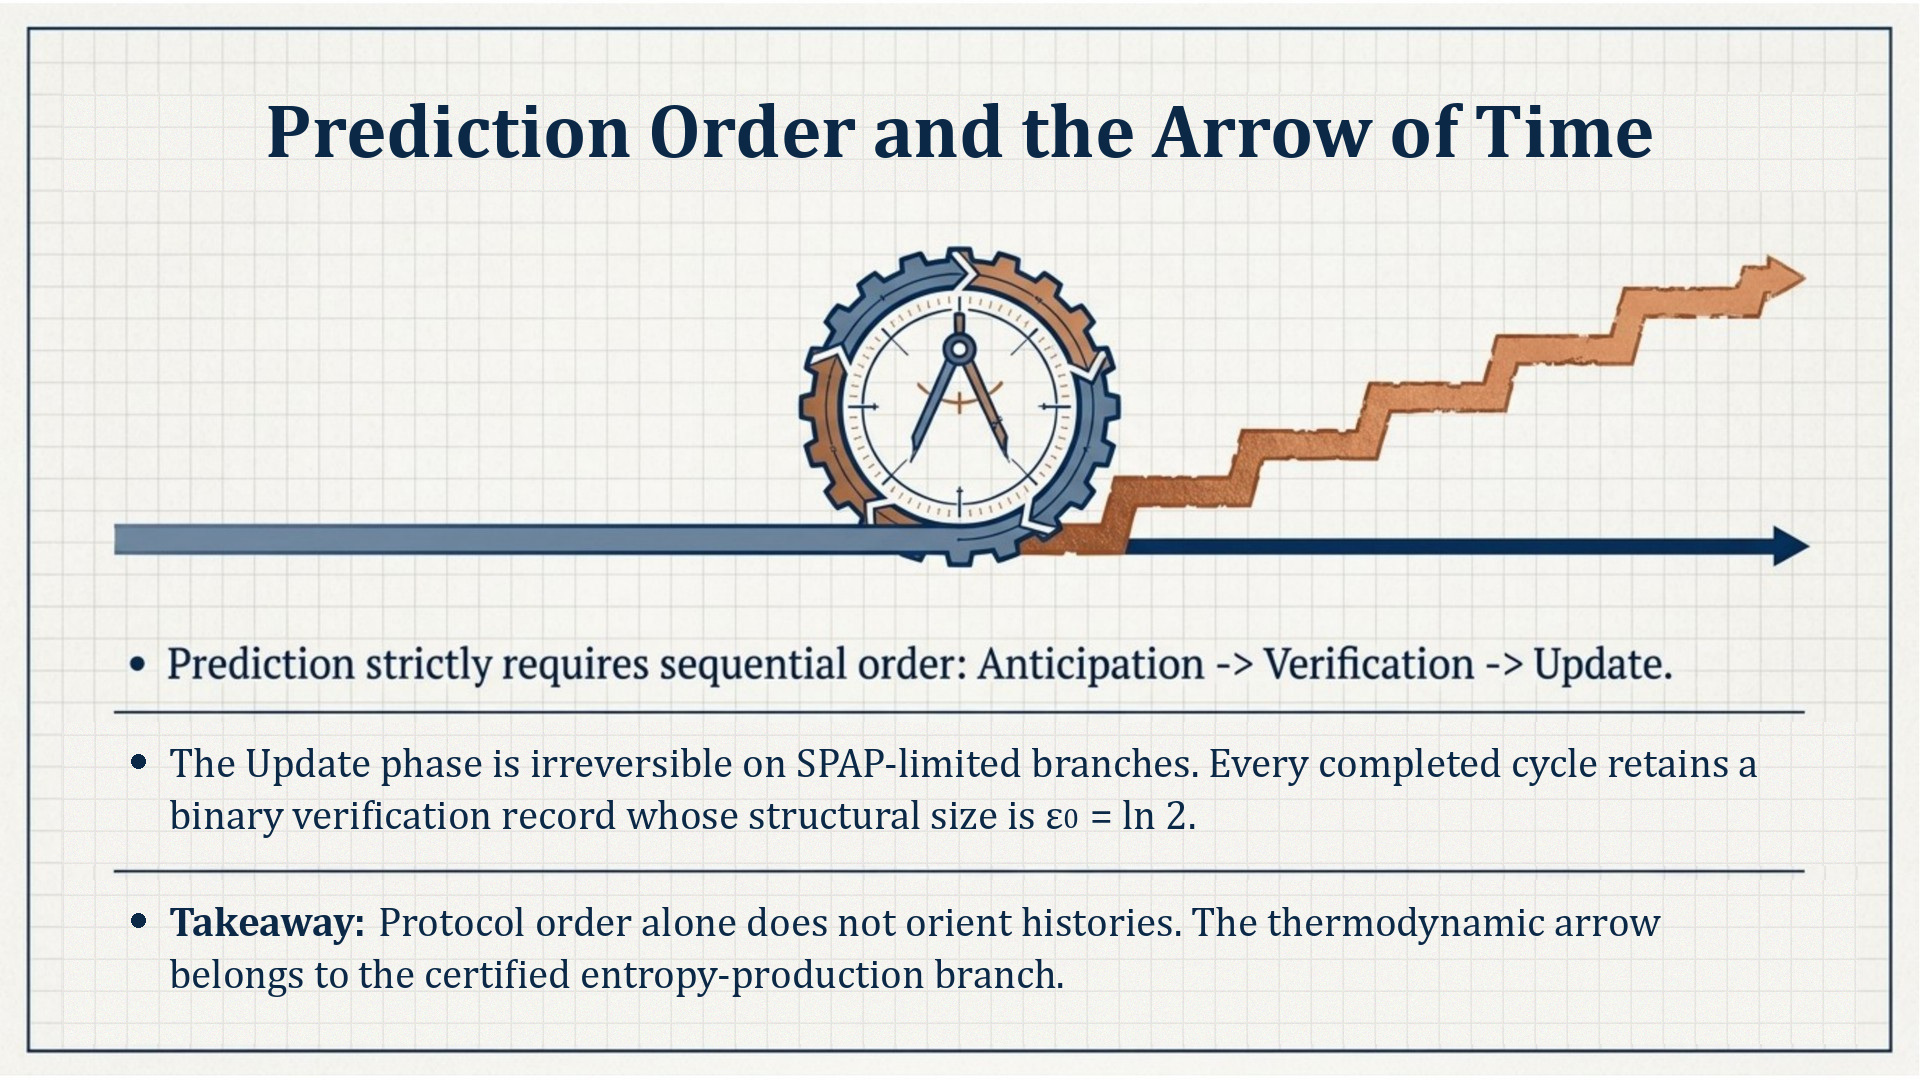 Prediction Order and the Arrow of Time
• Prediction strictly requires sequential order: Anticipation -> Verification -> Update.
• The Update phase is irreversible on SPAP-limited branches. Every completed cycle retains a
binary verification record whose structural size is ε₀ = ln 2.
• Takeaway: Protocol order alone does not orient histories. The thermodynamic arrow
belongs to the certified entropy-production branch.